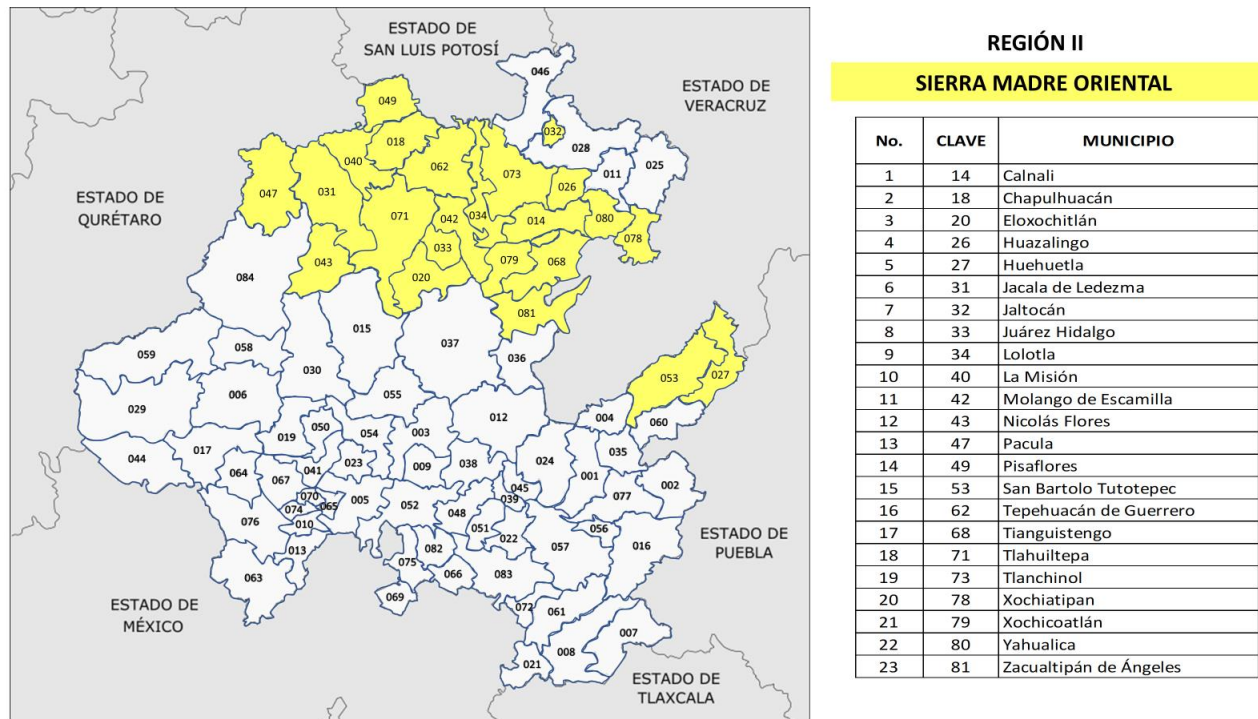 ESTADO DE
SAN LUIS POTOSÍ
046
ESTADO DE
VERACRUZ
049
032
018
028
040
062
025
011
073
047
031
026
ESTADO DE
QURÉTARO
071
042
034
014
080
078
033
043
079
068
020
084
081
015
037
059
058
036
030
053
027
006
055
029
012
004
060
050
003
019
054
017
035
044
023
024
041
009
038
064
067
001
002
045
070
077
005
039
065
052
074
048
076
010
051
056
022
013
082
057
016
ESTADO DE
PUEBLA
075
066
083
063
069
072
061
ESTADO DE
MÉXICO
007
008
021
ESTADO DE
TLAXCALA
REGIÓN II
SIERRA MADRE ORIENTAL
No. CLAVE MUNICIPIO
1 14 Calnali
2 18 Chapulhuacán
3 20 Eloxochitlán
4 26 Huazalingo
5 27 Huehuetla
6 31 Jacala de Ledezma
7 32 Jaltocán
8 33 Juárez Hidalgo
9 34 Lolotla
10 40 La Misión
11 42 Molango de Escamilla
12 43 Nicolás Flores
13 47 Pacula
14 49 Pisaflores
15 53 San Bartolo Tutotepec
16 62 Tepehuacán de Guerrero
17 68 Tianguistengo
18 71 Tlahuiltepa
19 73 Tlanchinol
20 78 Xochiatipan
21 79 Xochicoatlán
22 80 Yahualica
23 81 Zacualtipán de Ángeles